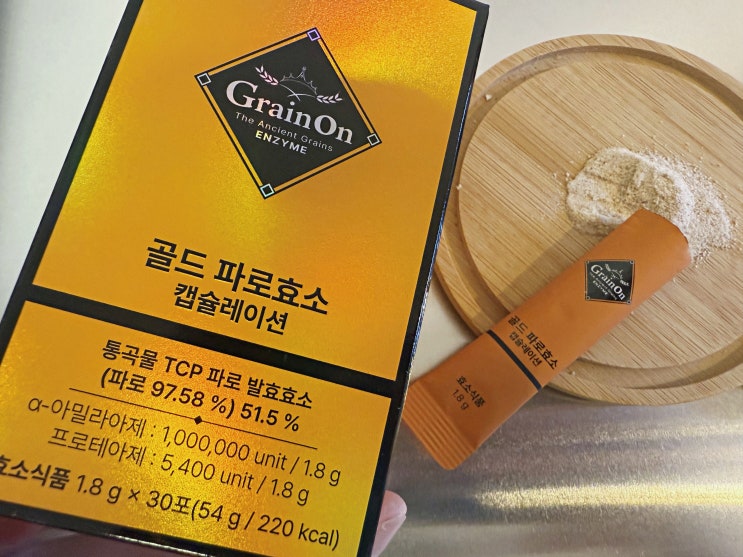 GrainOn
The Ancient Grains
ENZYME
골드 파로효소
캡슐레이션
통곡물 TCP 파로 발효효소
(파로 97.58 %) 51.5 %
α-아밀라아제 : 1,000,000 unit / 1.8 g
프로테아제 : 5,400 unit / 1.8 g
효소식품 1.8 g × 30포(54 g / 220 kcal)
GrainOn
The Ancient Grains
ENZYME
골드 파로효소
캡슐레이션
효소식품
1.8 g